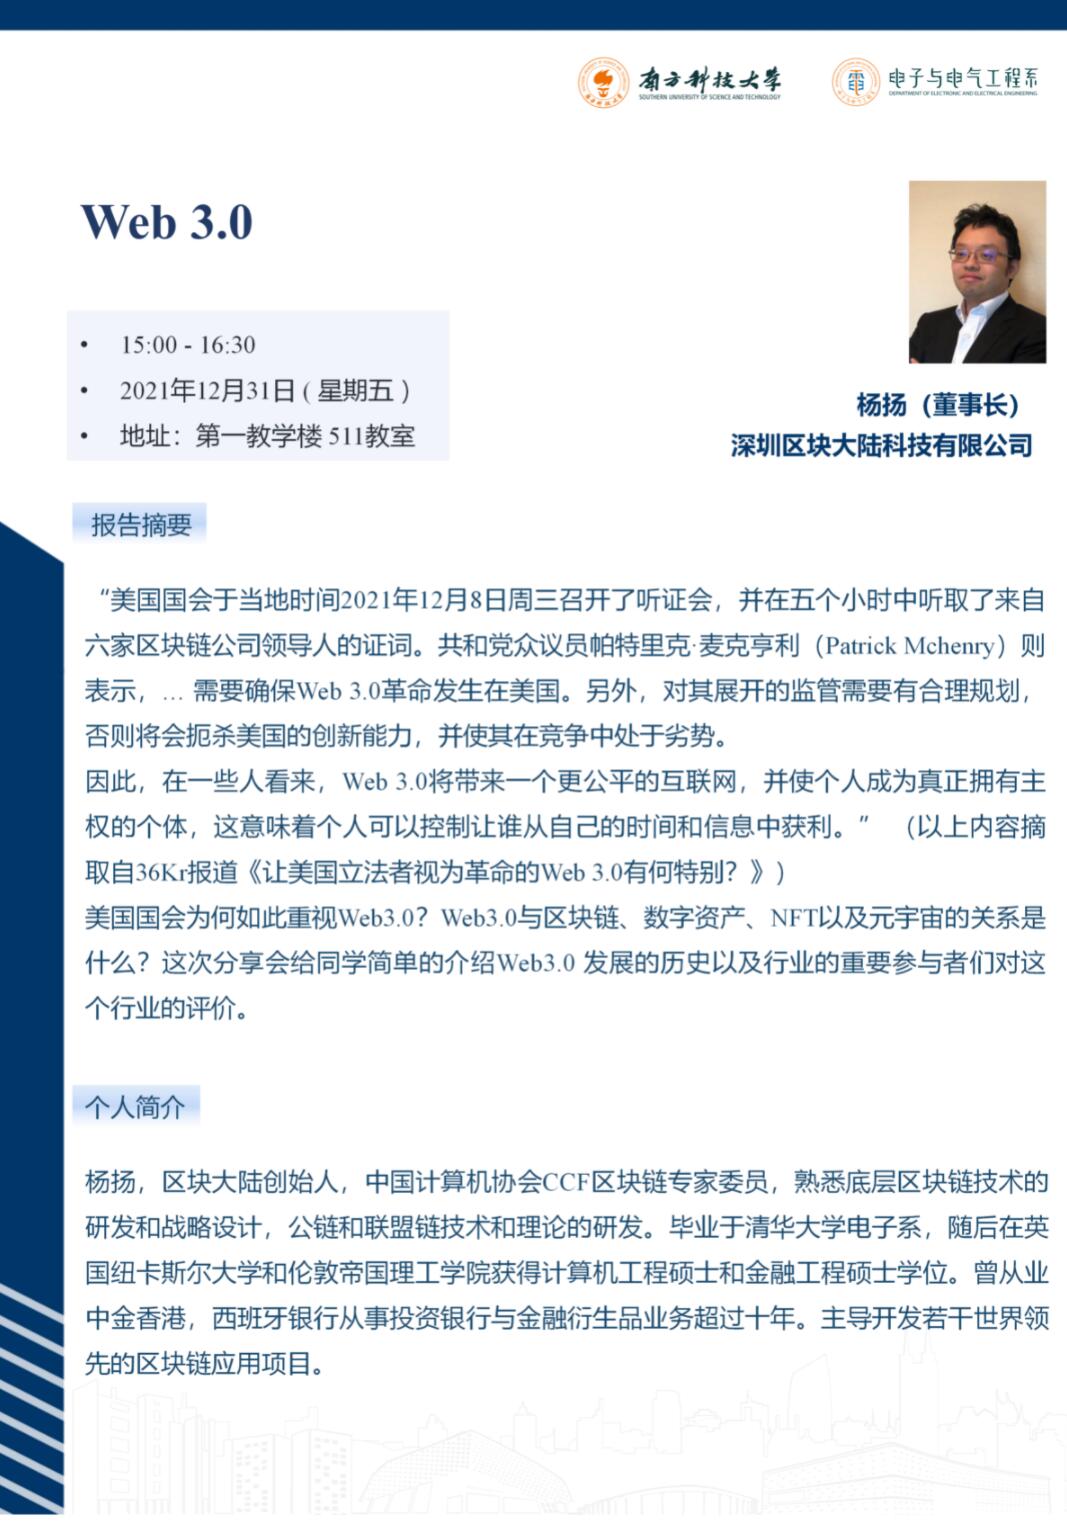 南方科技大学
SOUTHERN UNIVERSITY OF SCIENCE AND TECHNOLOGY
电子与电气工程系
DEPARTMENT OF ELECTRONIC AND ELECTRICAL ENGINEERING
Web 3.0
• 15:00 - 16:30
• 2021年12月31日 ( 星期五 )
• 地址：第一教学楼 511教室
杨扬（董事长）
深圳区块大陆科技有限公司
报告摘要
“美国国会于当地时间2021年12月8日周三召开了听证会，并在五个小时中听取了来自
六家区块链公司领导人的证词。共和党众议员帕特里克·麦克亨利（Patrick Mchenry）则
表示，... 需要确保Web 3.0革命发生在美国。另外，对其展开的监管需要有合理规划，
否则将会扼杀美国的创新能力，并使其在竞争中处于劣势。
因此，在一些人看来，Web 3.0将带来一个更公平的互联网，并使个人成为真正拥有主
权的个体，这意味着个人可以控制让谁从自己的时间和信息中获利。” （以上内容摘
取自36Kr报道《让美国立法者视为革命的Web 3.0有何特别？》）
美国国会为何如此重视Web3.0？Web3.0与区块链、数字资产、NFT以及元宇宙的关系是
什么？这次分享会给同学简单的介绍Web3.0 发展的历史以及行业的重要参与者们对这
个行业的评价。
个人简介
杨扬，区块大陆创始人，中国计算机协会CCF区块链专家委员，熟悉底层区块链技术的
研发和战略设计，公链和联盟链技术和理论的研发。毕业于清华大学电子系，随后在英
国纽卡斯尔大学和伦敦帝国理工学院获得计算机工程硕士和金融工程硕士学位。曾从业
中金香港，西班牙银行从事投资银行与金融衍生品业务超过十年。主导开发若干世界领
先的区块链应用项目。